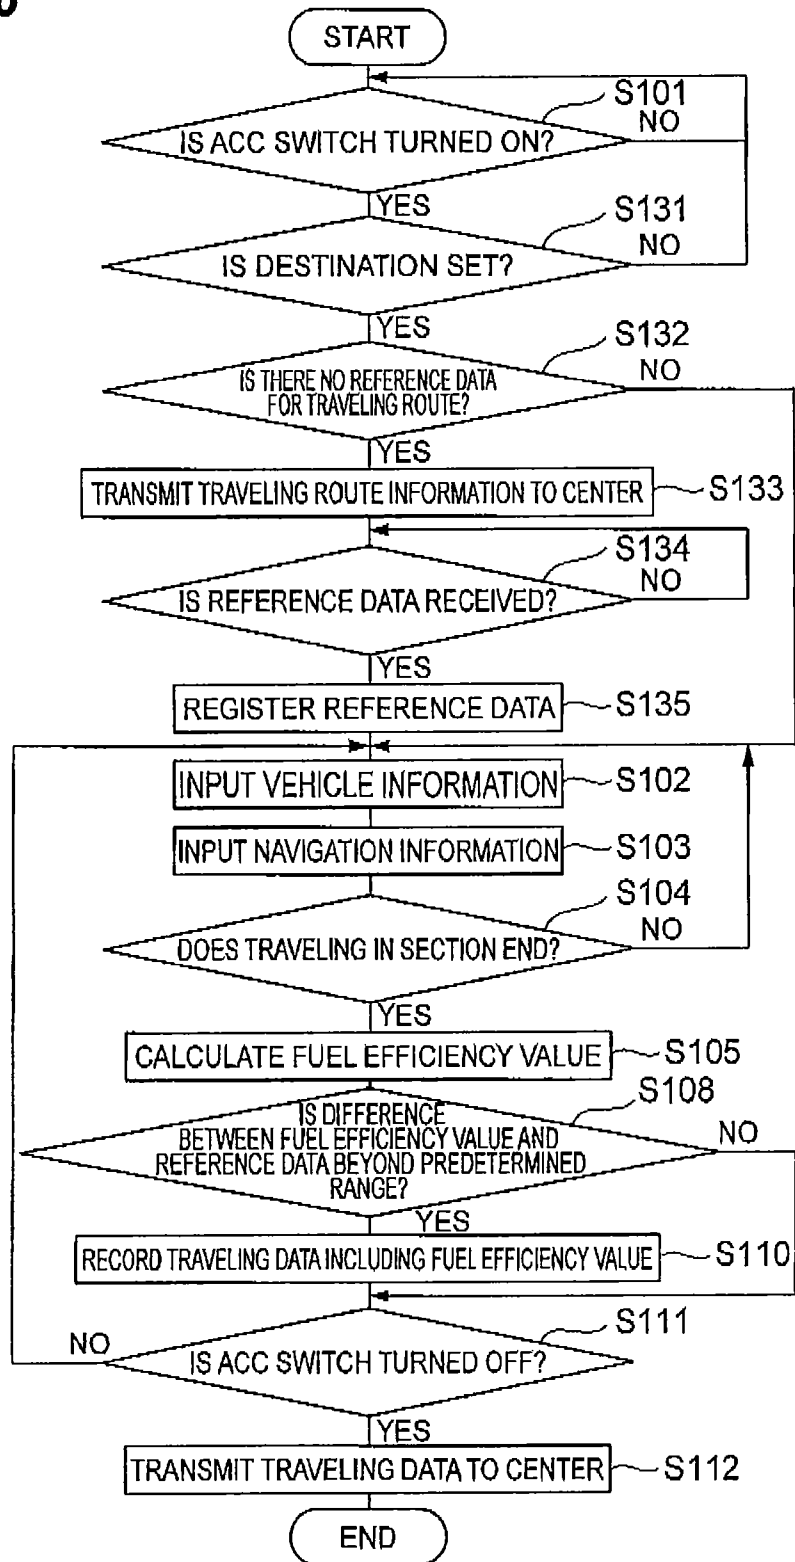 START
S101
IS ACC SWITCH TURNED ON?
NO
YES
S131
IS DESTINATION SET?
NO
YES
S132
IS THERE NO REFERENCE DATA
FOR TRAVELING ROUTE?
NO
YES
TRANSMIT TRAVELING ROUTE INFORMATION TO CENTER
S133
S134
IS REFERENCE DATA RECEIVED?
NO
YES
REGISTER REFERENCE DATA
S135
INPUT VEHICLE INFORMATION
S102
INPUT NAVIGATION INFORMATION
S103
S104
DOES TRAVELING IN SECTION END?
NO
YES
CALCULATE FUEL EFFICIENCY VALUE
S105
S108
IS DIFFERENCE
BETWEEN FUEL EFFICIENCY VALUE AND
REFERENCE DATA BEYOND PREDETERMINED
RANGE?
NO
YES
RECORD TRAVELING DATA INCLUDING FUEL EFFICIENCY VALUE
S110
S111
IS ACC SWITCH TURNED OFF?
NO
YES
TRANSMIT TRAVELING DATA TO CENTER
S112
END